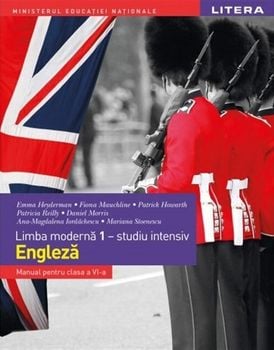 MINISTERUL EDUCAȚIEI NAȚIONALE
LITERA
Emma Heyderman • Fiona Mauchline • Patrick Howarth
Patricia Reilly • Daniel Morris
Ana-Magdalena Iordăchescu • Mariana Stoenescu
Limba modernă 1 – studiu intensiv
Engleză
Manual pentru clasa a VI-a